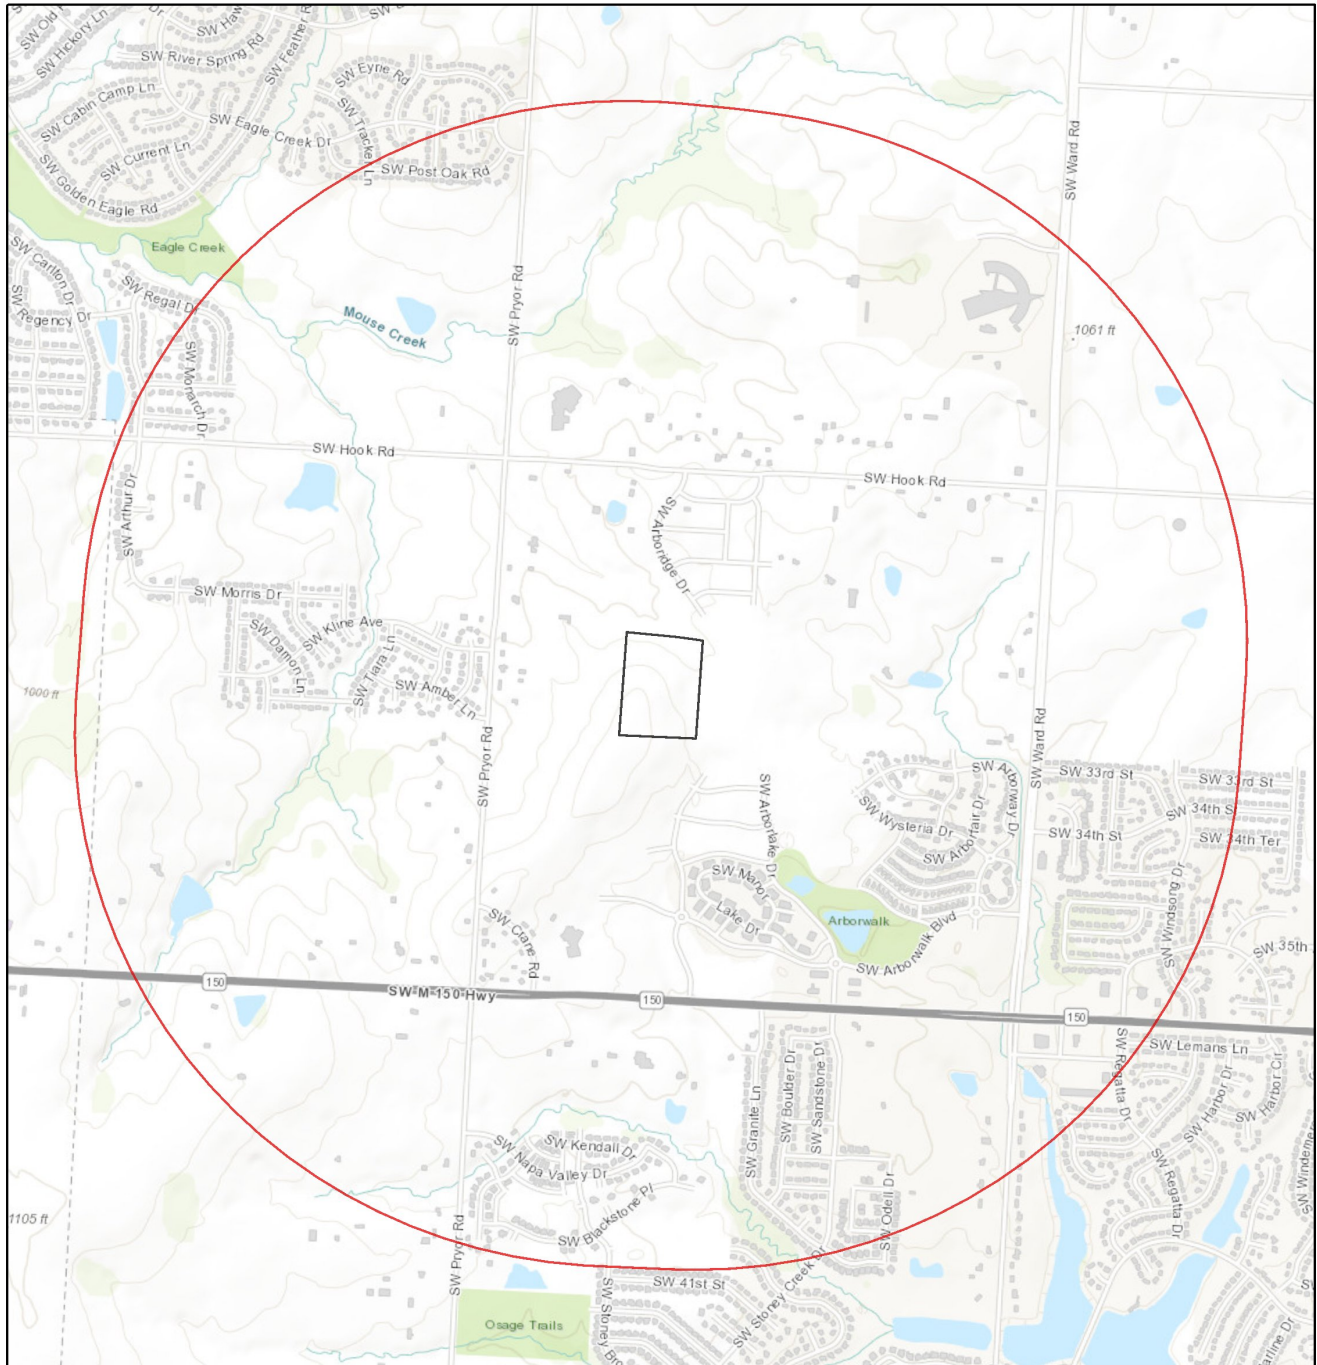 SW Hickory Ln
SW River Spring Rd
SW Cabin Camp Ln
SW Eyrie Rd
SW Eagle Creek Dr
SW Tracker Ln
SW Current Ln
SW Post Oak Rd
SW Golden Eagle Rd
SW Ward Rd
Eagle Creek
SW Carlton Dr
SW Regal Dr
SW Regency Dr
SW Pryor Rd
Mouse Creek
1061 ft
SW Monarch Dr
SW Hook Rd
SW Hook Rd
SW Arthur Dr
SW Arboridge Dr
SW Morris Dr
SW Kline Ave
SW Damon Ln
SW Tiara Ln
SW Amber Ln
1000 ft
SW Pryor Rd
SW Ward Rd
SW Arborway Dr
SW 33rd St
SW 33rd St
SW Arborlake Dr
SW Wysteria Dr
SW Arborfair Dr
SW 34th St
SW 34th St
SW 34th Ter
SW Manor
Lake Dr
Arborwalk
SW Arborwalk Blvd
SW Windsong Dr
SW 35th
SW Crane Rd
150
SW M 150 Hwy
150
150
SW Lemans Ln
SW Granite Ln
SW Boulder Dr
SW Sandstone Dr
SW Regatta Dr
SW Harbor Dr
SW Harbor Cir
SW Kendall Dr
SW Napa Valley Dr
SW Blackstone Pl
SW Odell Dr
SW Regatta Dr
1105 ft
SW Pryor Rd
SW 41st St
SW Stoney Creek Dr
Osage Trails